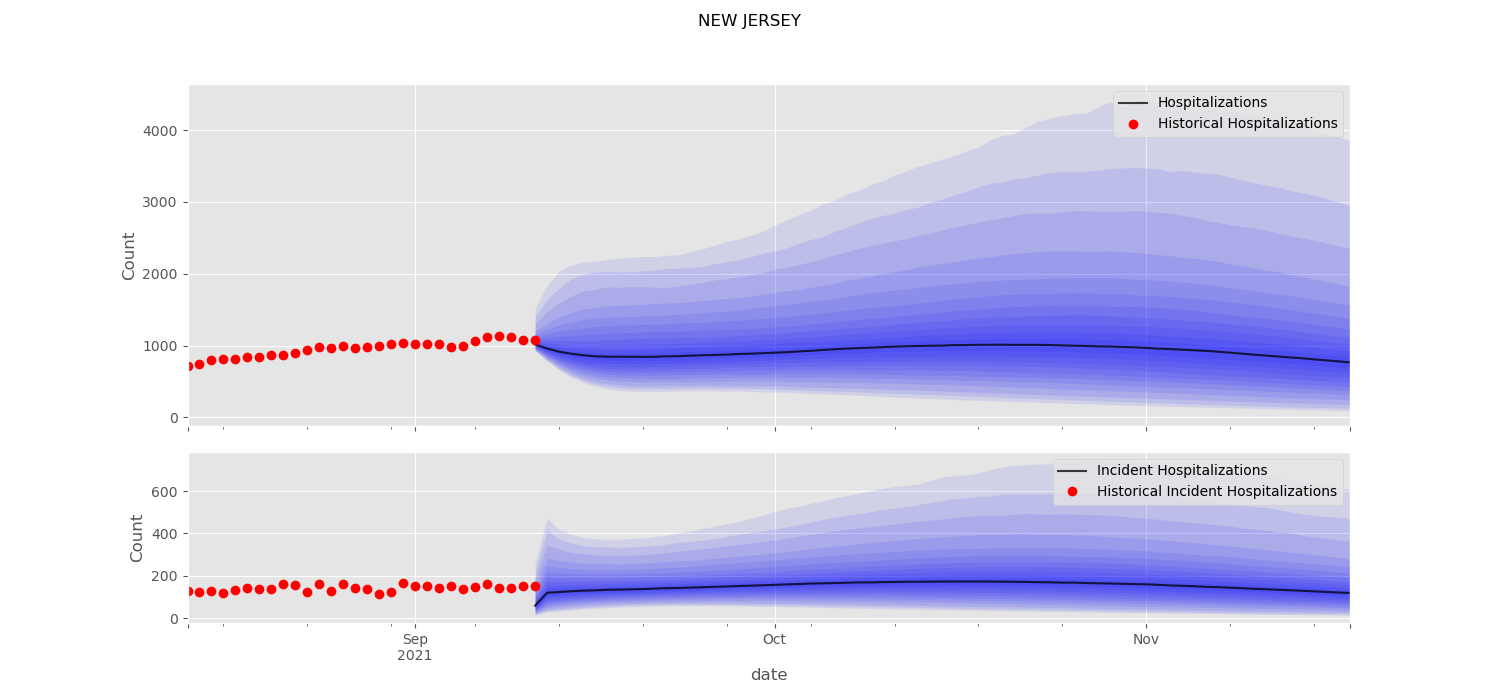 NEW JERSEY
Hospitalizations
Historical Hospitalizations
4000
3000
2000
1000
0
Count
Incident Hospitalizations
Historical Incident Hospitalizations
600
400
200
0
Count
Sep
2021
Oct
Nov
date